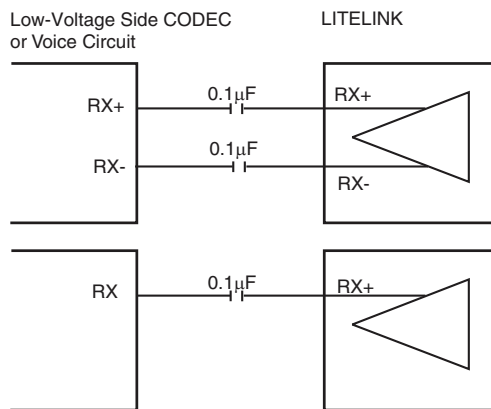 Low-Voltage Side CODEC
or Voice Circuit
LITELINK
0.1μF
RX+
RX+
0.1μF
RX-
RX-
0.1μF
RX
RX+